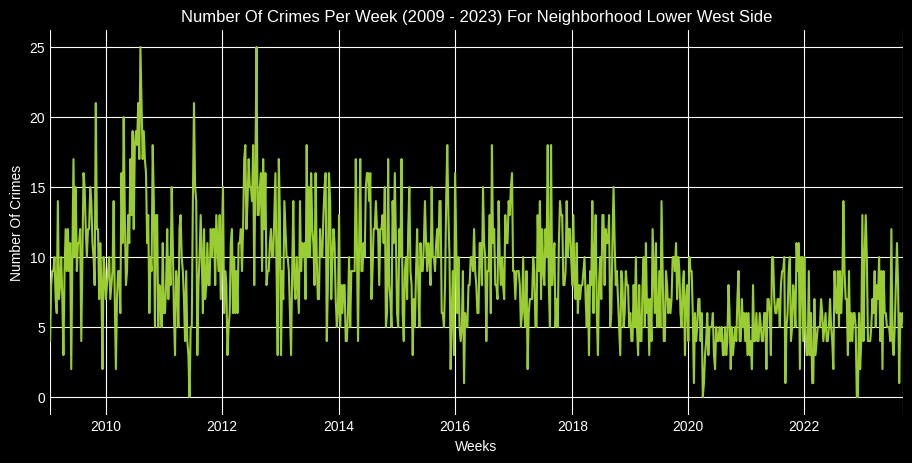 Number Of Crimes Per Week (2009 - 2023) For Neighborhood Lower West Side
Number Of Crimes
25
20
15
10
5
0
2010 2012 2014 2016 2018 2020 2022
Weeks